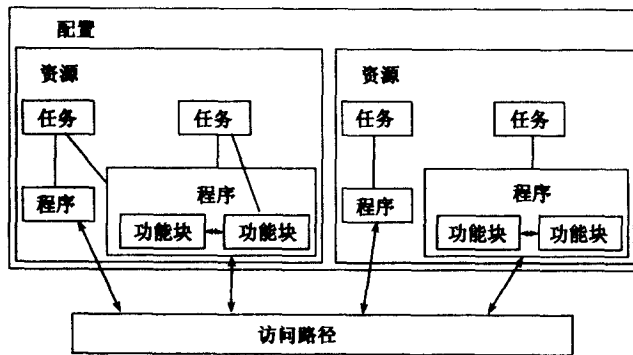 配置
资源 资源
任务 任务 任务 任务
程序 程序
程序 程序
功能块 功能块 功能块 功能块
访问路径